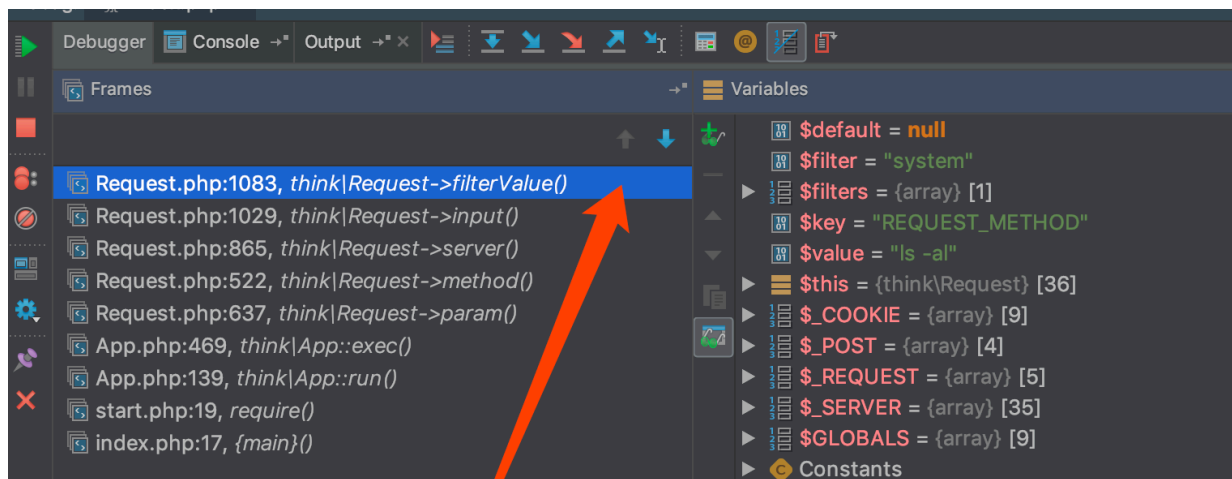 Debugger Console Output
Frames
Variables
Request.php:1083, think\Request->filterValue()
Request.php:1029, think\Request->input()
Request.php:865, think\Request->server()
Request.php:522, think\Request->method()
Request.php:637, think\Request->param()
App.php:469, think\App::exec()
App.php:139, think\App::run()
start.php:19, require()
index.php:17, {main}()
$default = null
$filter = "system"
$filters = {array} [1]
$key = "REQUEST_METHOD"
$value = "ls -al"
$this = {think\Request} [36]
$_COOKIE = {array} [9]
$_POST = {array} [4]
$_REQUEST = {array} [5]
$_SERVER = {array} [35]
$GLOBALS = {array} [9]
Constants